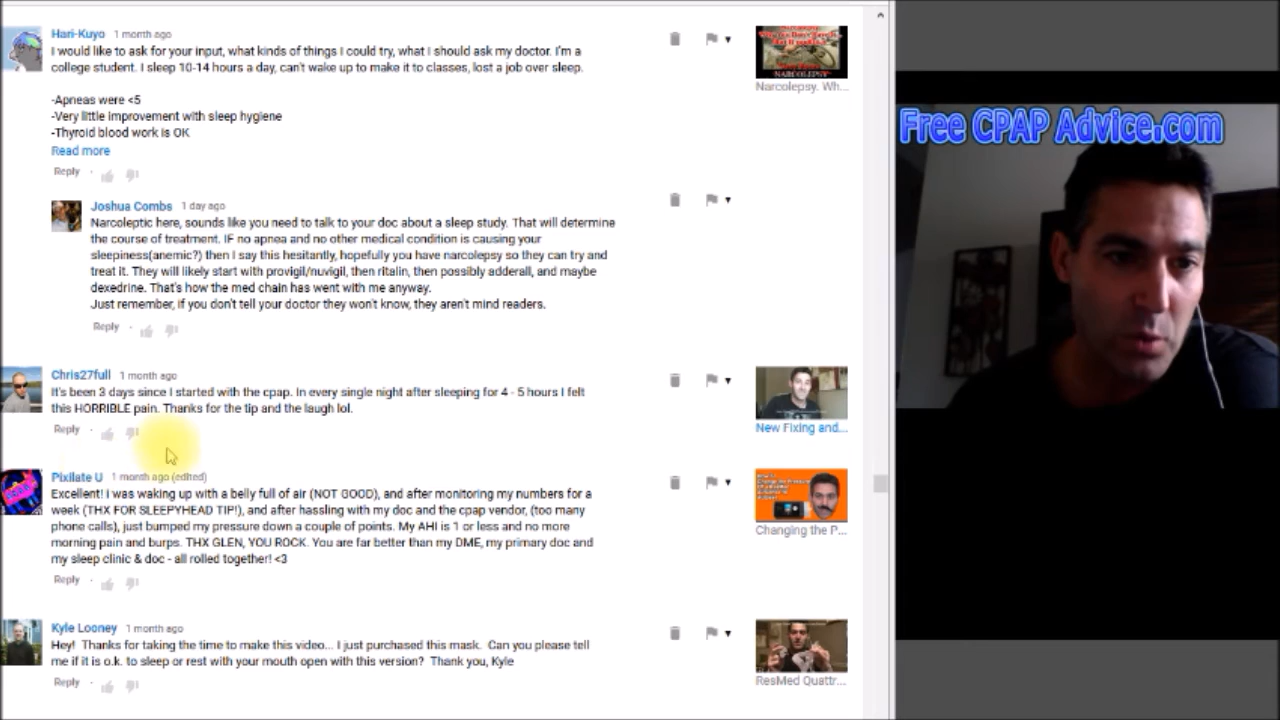 Hari-Kuyo 1 month ago
I would like to ask for your input, what kinds of things I could try, what I should ask my doctor. I'm a
college student. I sleep 10-14 hours a day, can't wake up to make it to classes, lost a job over sleep.
-Apneas were <5
-Very little improvement with sleep hygiene
-Thyroid blood work is OK
Read more
Reply
NARCOLEPSY
Narcolepsy. Wh...
Joshua Combs 1 day ago
Narcoleptic here, sounds like you need to talk to your doc about a sleep study. That will determine
the course of treatment. IF no apnea and no other medical condition is causing your
sleepiness(anemic?) then I say this hesitantly, hopefully you have narcolepsy so they can try and
treat it. They will likely start with provigil/nuvigil, then ritalin, then possibly adderall, and maybe
dexedrine. That's how the med chain has went with me anyway.
Just remember, if you don't tell your doctor they won't know, they aren't mind readers.
Reply
Chris27full 1 month ago
It's been 3 days since I started with the cpap. In every single night after sleeping for 4 - 5 hours I felt
this HORRIBLE pain. Thanks for the tip and the laugh lol.
Reply
New Fixing and...
Pixilate U 1 month ago (edited)
Excellent! i was waking up with a belly full of air (NOT GOOD), and after monitoring my numbers for a
week (THX FOR SLEEPYHEAD TIP!), and after hassling with my doc and the cpap vendor, (too many
phone calls), just bumped my pressure down a couple of points. My AHI is 1 or less and no more
morning pain and burps. THX GLEN, YOU ROCK. You are far better than my DME, my primary doc and
my sleep clinic & doc - all rolled together! <3
Reply
Changing the P...
Kyle Looney 1 month ago
Hey! Thanks for taking the time to make this video... I just purchased this mask. Can you please tell
me if it is o.k. to sleep or rest with your mouth open with this version? Thank you, Kyle
Reply
ResMed Quattr...
Free CPAP Advice.com